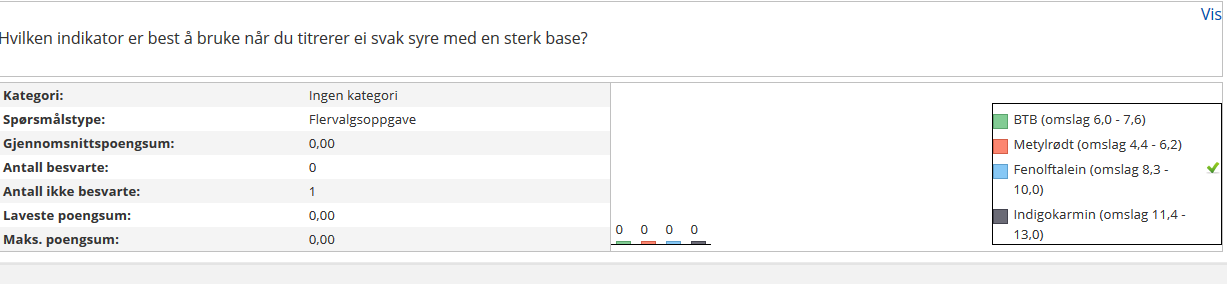 Vis
Hvilken indikator er best å bruke når du titrerer ei svak syre med en sterk base?
Kategori: Ingen kategori
Spørsmålstype: Flervalgsoppgave
Gjennomsnittspoengsum: 0,00
Antall besvarte: 0
Antall ikke besvarte: 1
Laveste poengsum: 0,00
Maks. poengsum: 0,00
0 0 0 0
BTB (omslag 6,0 - 7,6)
Metylrødt (omslag 4,4 - 6,2)
Fenolftalein (omslag 8,3 -
10,0)
Indigokarmin (omslag 11,4 -
13,0)